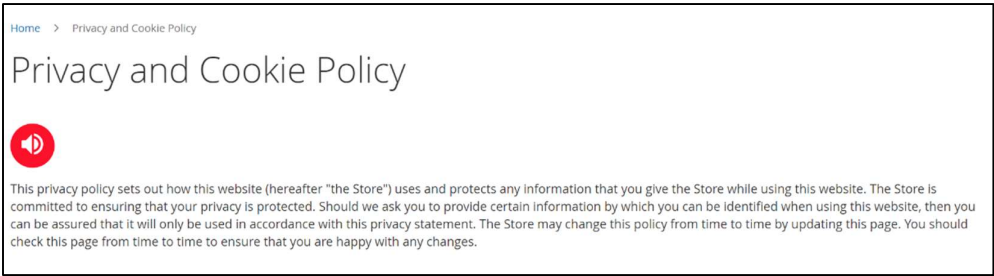 Home > Privacy and Cookie Policy
Privacy and Cookie Policy
This privacy policy sets out how this website (hereafter "the Store") uses and protects any information that you give the Store while using this website. The Store is
committed to ensuring that your privacy is protected. Should we ask you to provide certain information by which you can be identified when using this website, then you
can be assured that it will only be used in accordance with this privacy statement. The Store may change this policy from time to time by updating this page. You should
check this page from time to time to ensure that you are happy with any changes.